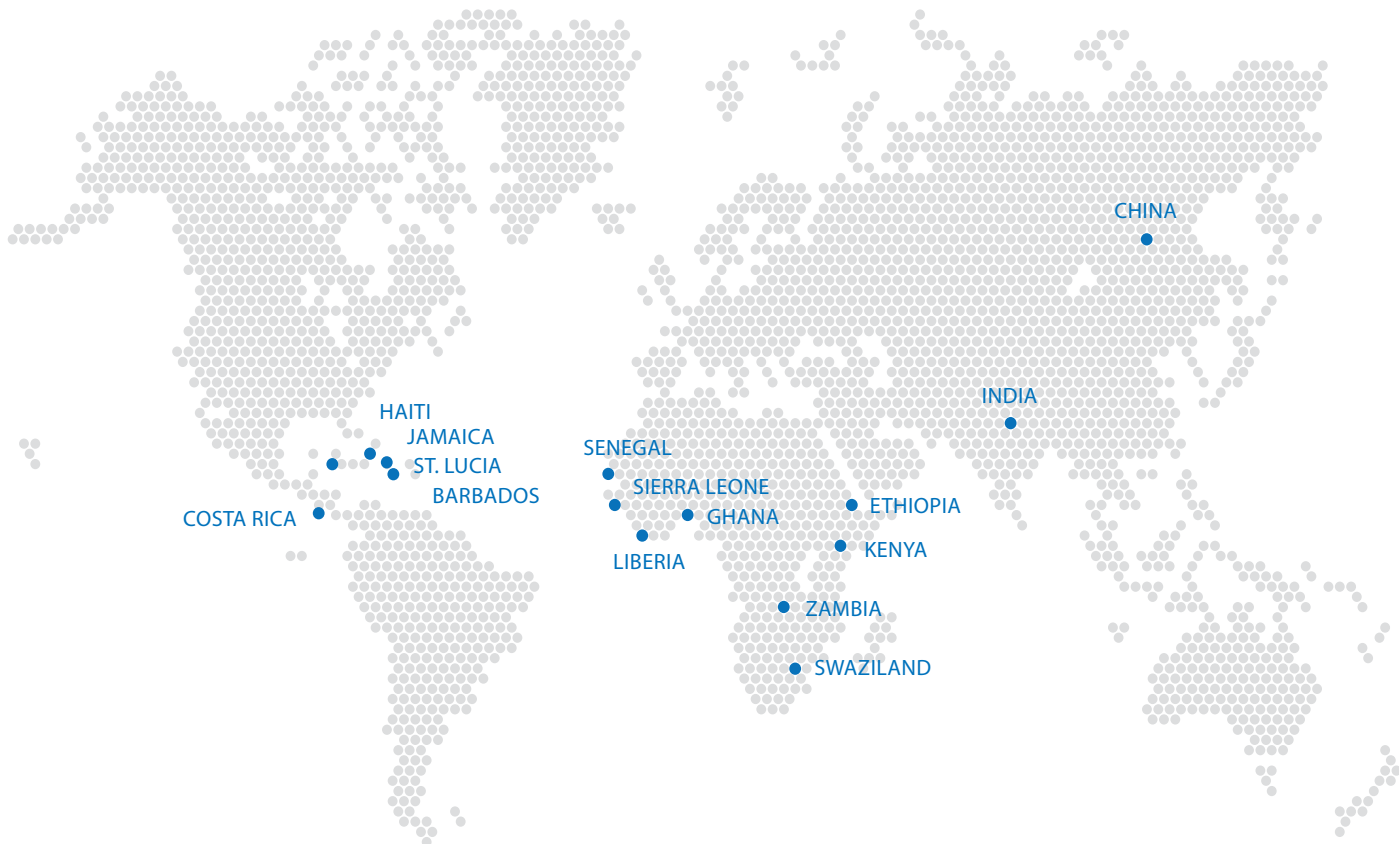 CHINA
INDIA
HAITI
JAMAICA
ST. LUCIA
BARBADOS
COSTA RICA
SENEGAL
SIERRA LEONE
GHANA
LIBERIA
ETHIOPIA
KENYA
ZAMBIA
SWAZILAND